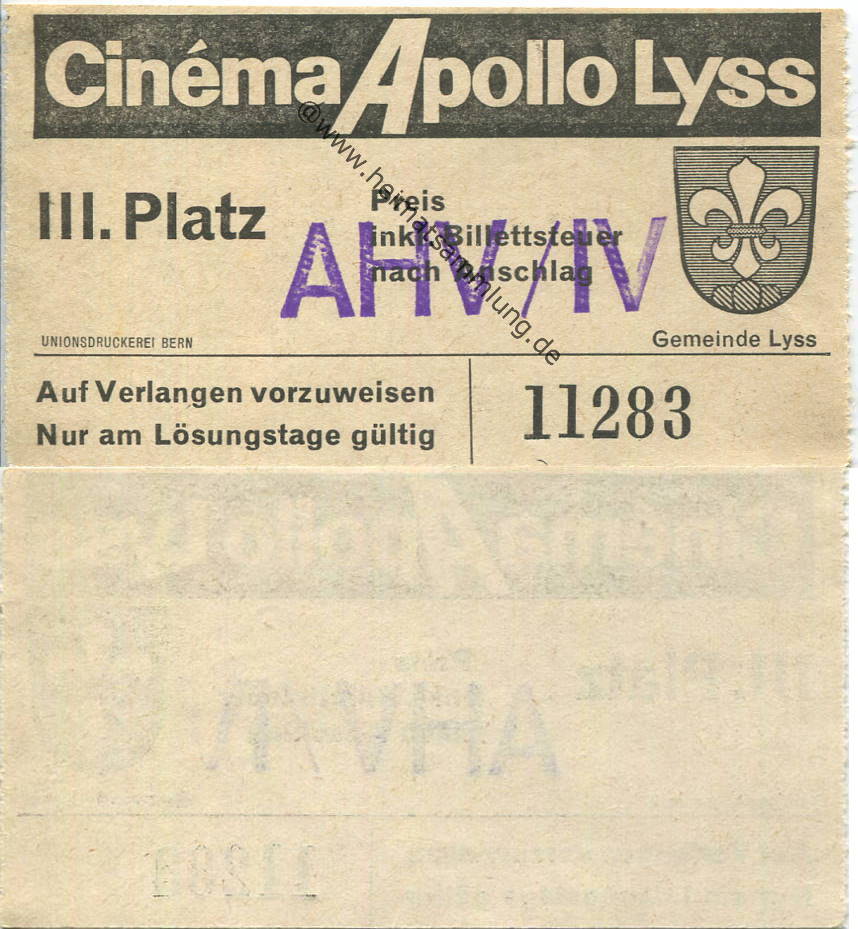 Cinéma Apollo Lyss
III. Platz
Preis
inkl. Billettsteuer
nach Anschlag
AHV/IV
@www.heimatsammlung.de
UNIONSDRUCKEREI BERN
Gemeinde Lyss
Auf Verlangen vorzuweisen
Nur am Lösungstage gültig
11283